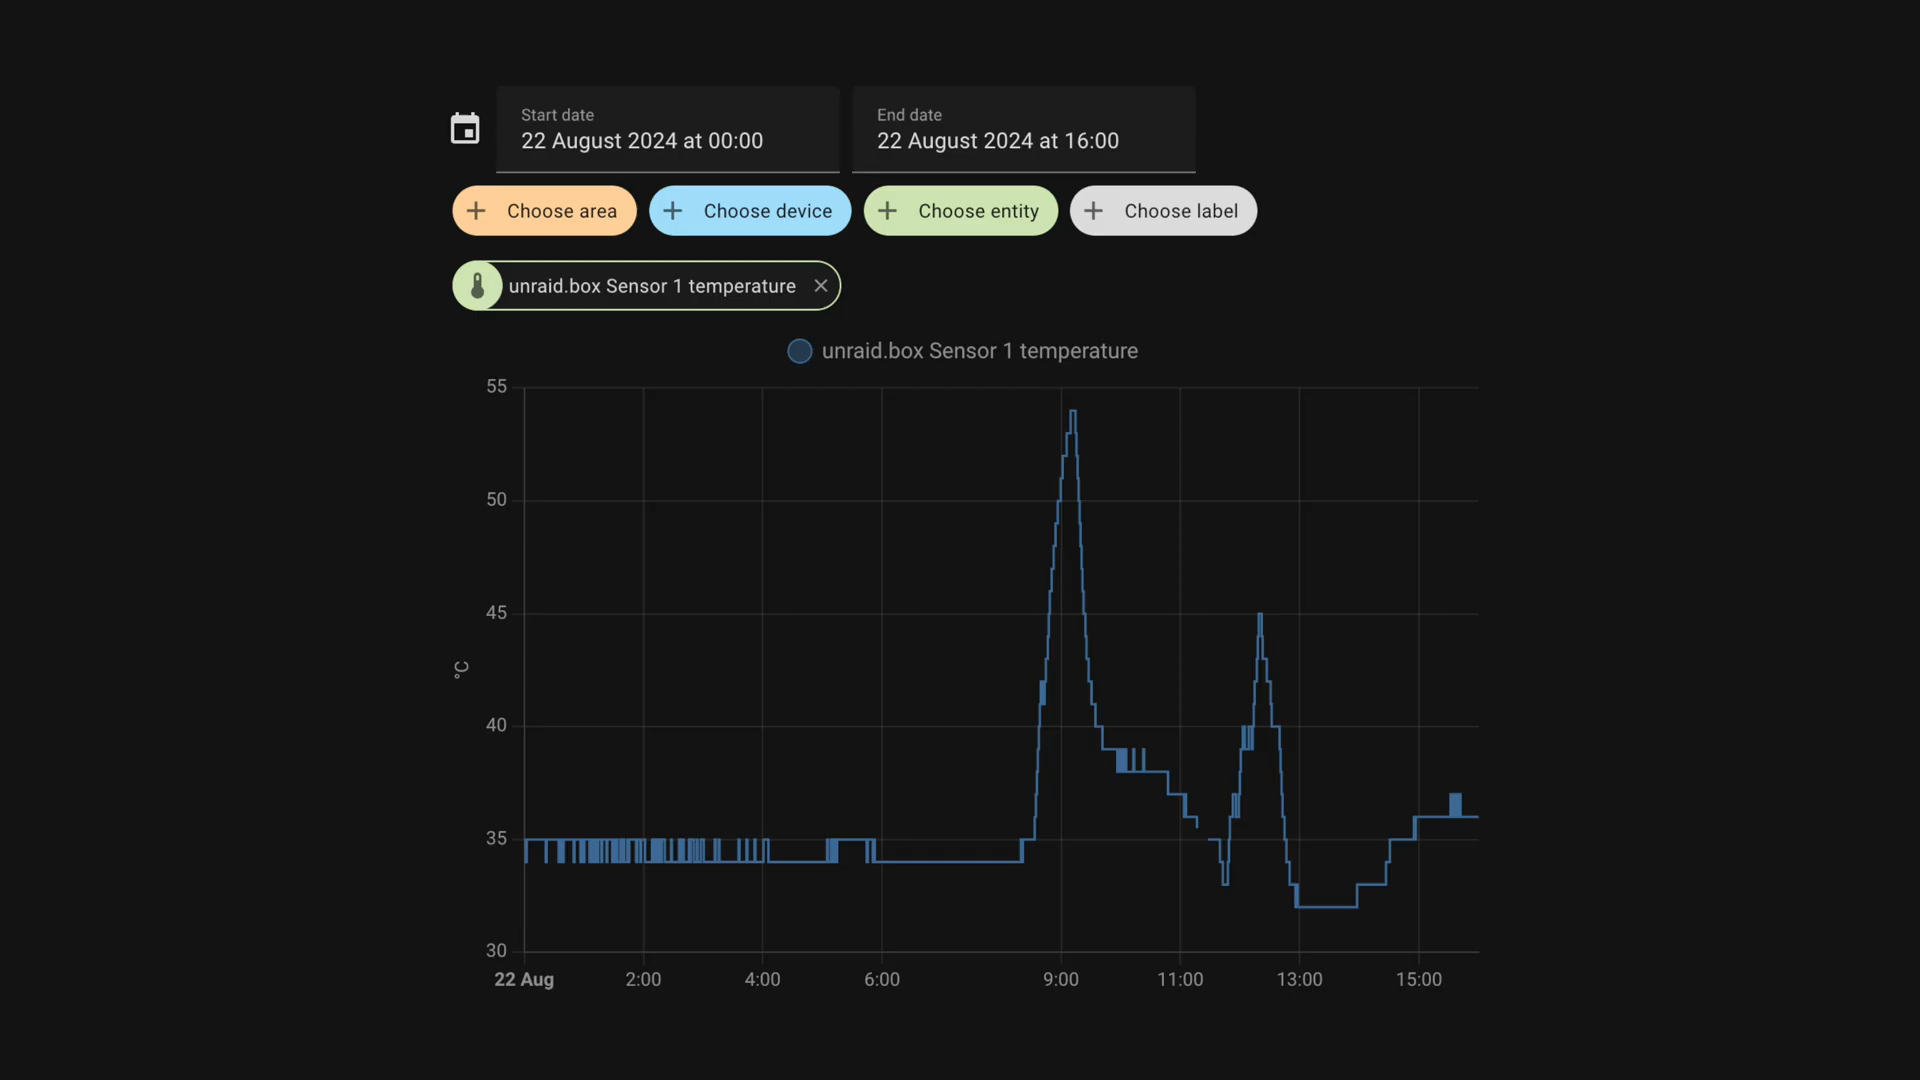 Start date
22 August 2024 at 00:00
End date
22 August 2024 at 16:00
Choose area
Choose device
Choose entity
Choose label
unraid.box Sensor 1 temperature
unraid.box Sensor 1 temperature
55
50
45
°C
40
35
30
22 Aug 2:00 4:00 6:00 9:00 11:00 13:00 15:00